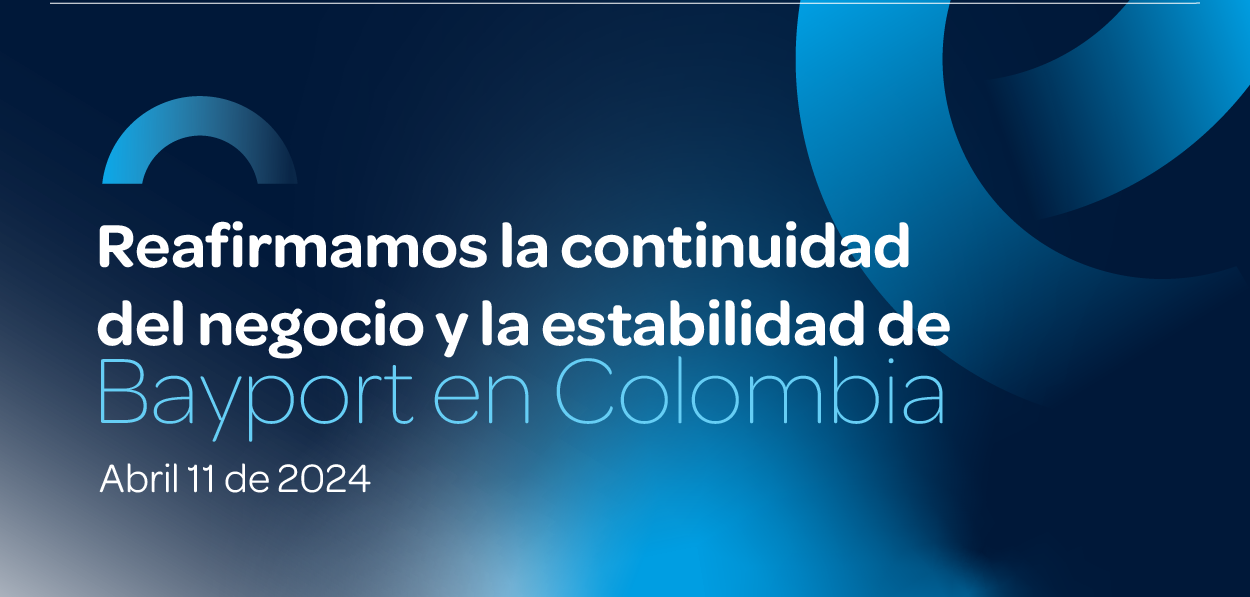 Reafirmamos la continuidad
del negocio y la estabilidad de
Bayport en Colombia
Abril 11 de 2024